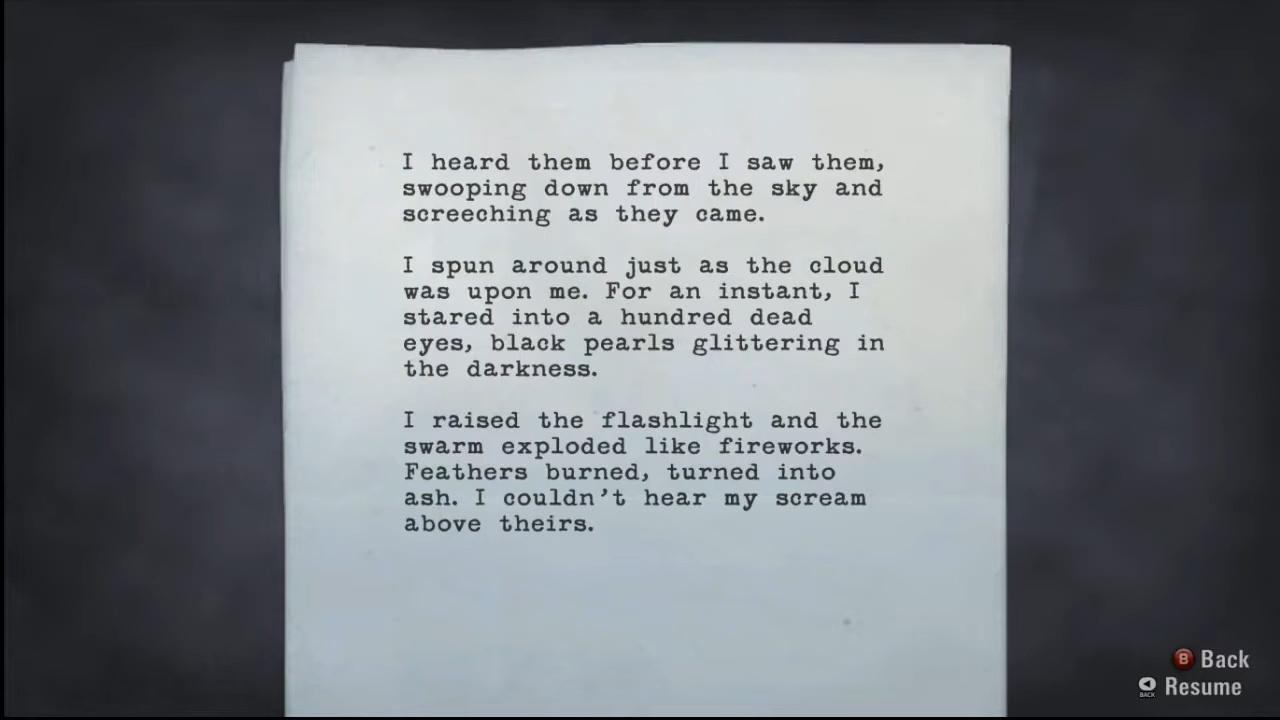 I heard them before I saw them,
swooping down from the sky and
screeching as they came.
I spun around just as the cloud
was upon me. For an instant, I
stared into a hundred dead
eyes, black pearls glittering in
the darkness.
I raised the flashlight and the
swarm exploded like fireworks.
Feathers burned, turned into
ash. I couldn't hear my scream
above theirs.
B Back
BACK Resume